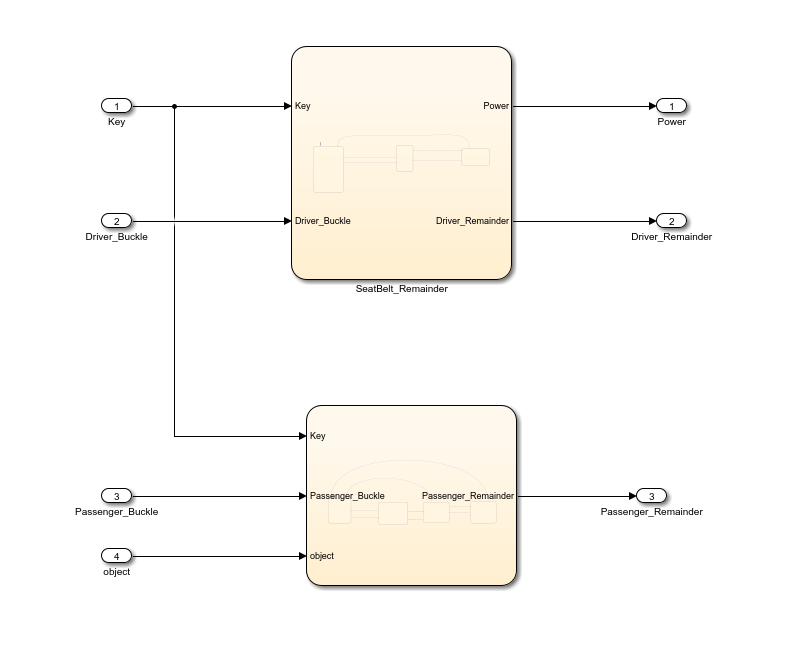 1
Key
Key
Power
1
Power
2
Driver_Buckle
Driver_Buckle
Driver_Remainder
2
Driver_Remainder
SeatBelt_Remainder
Key
3
Passenger_Buckle
Passenger_Buckle
Passenger_Remainder
3
Passenger_Remainder
4
object
object